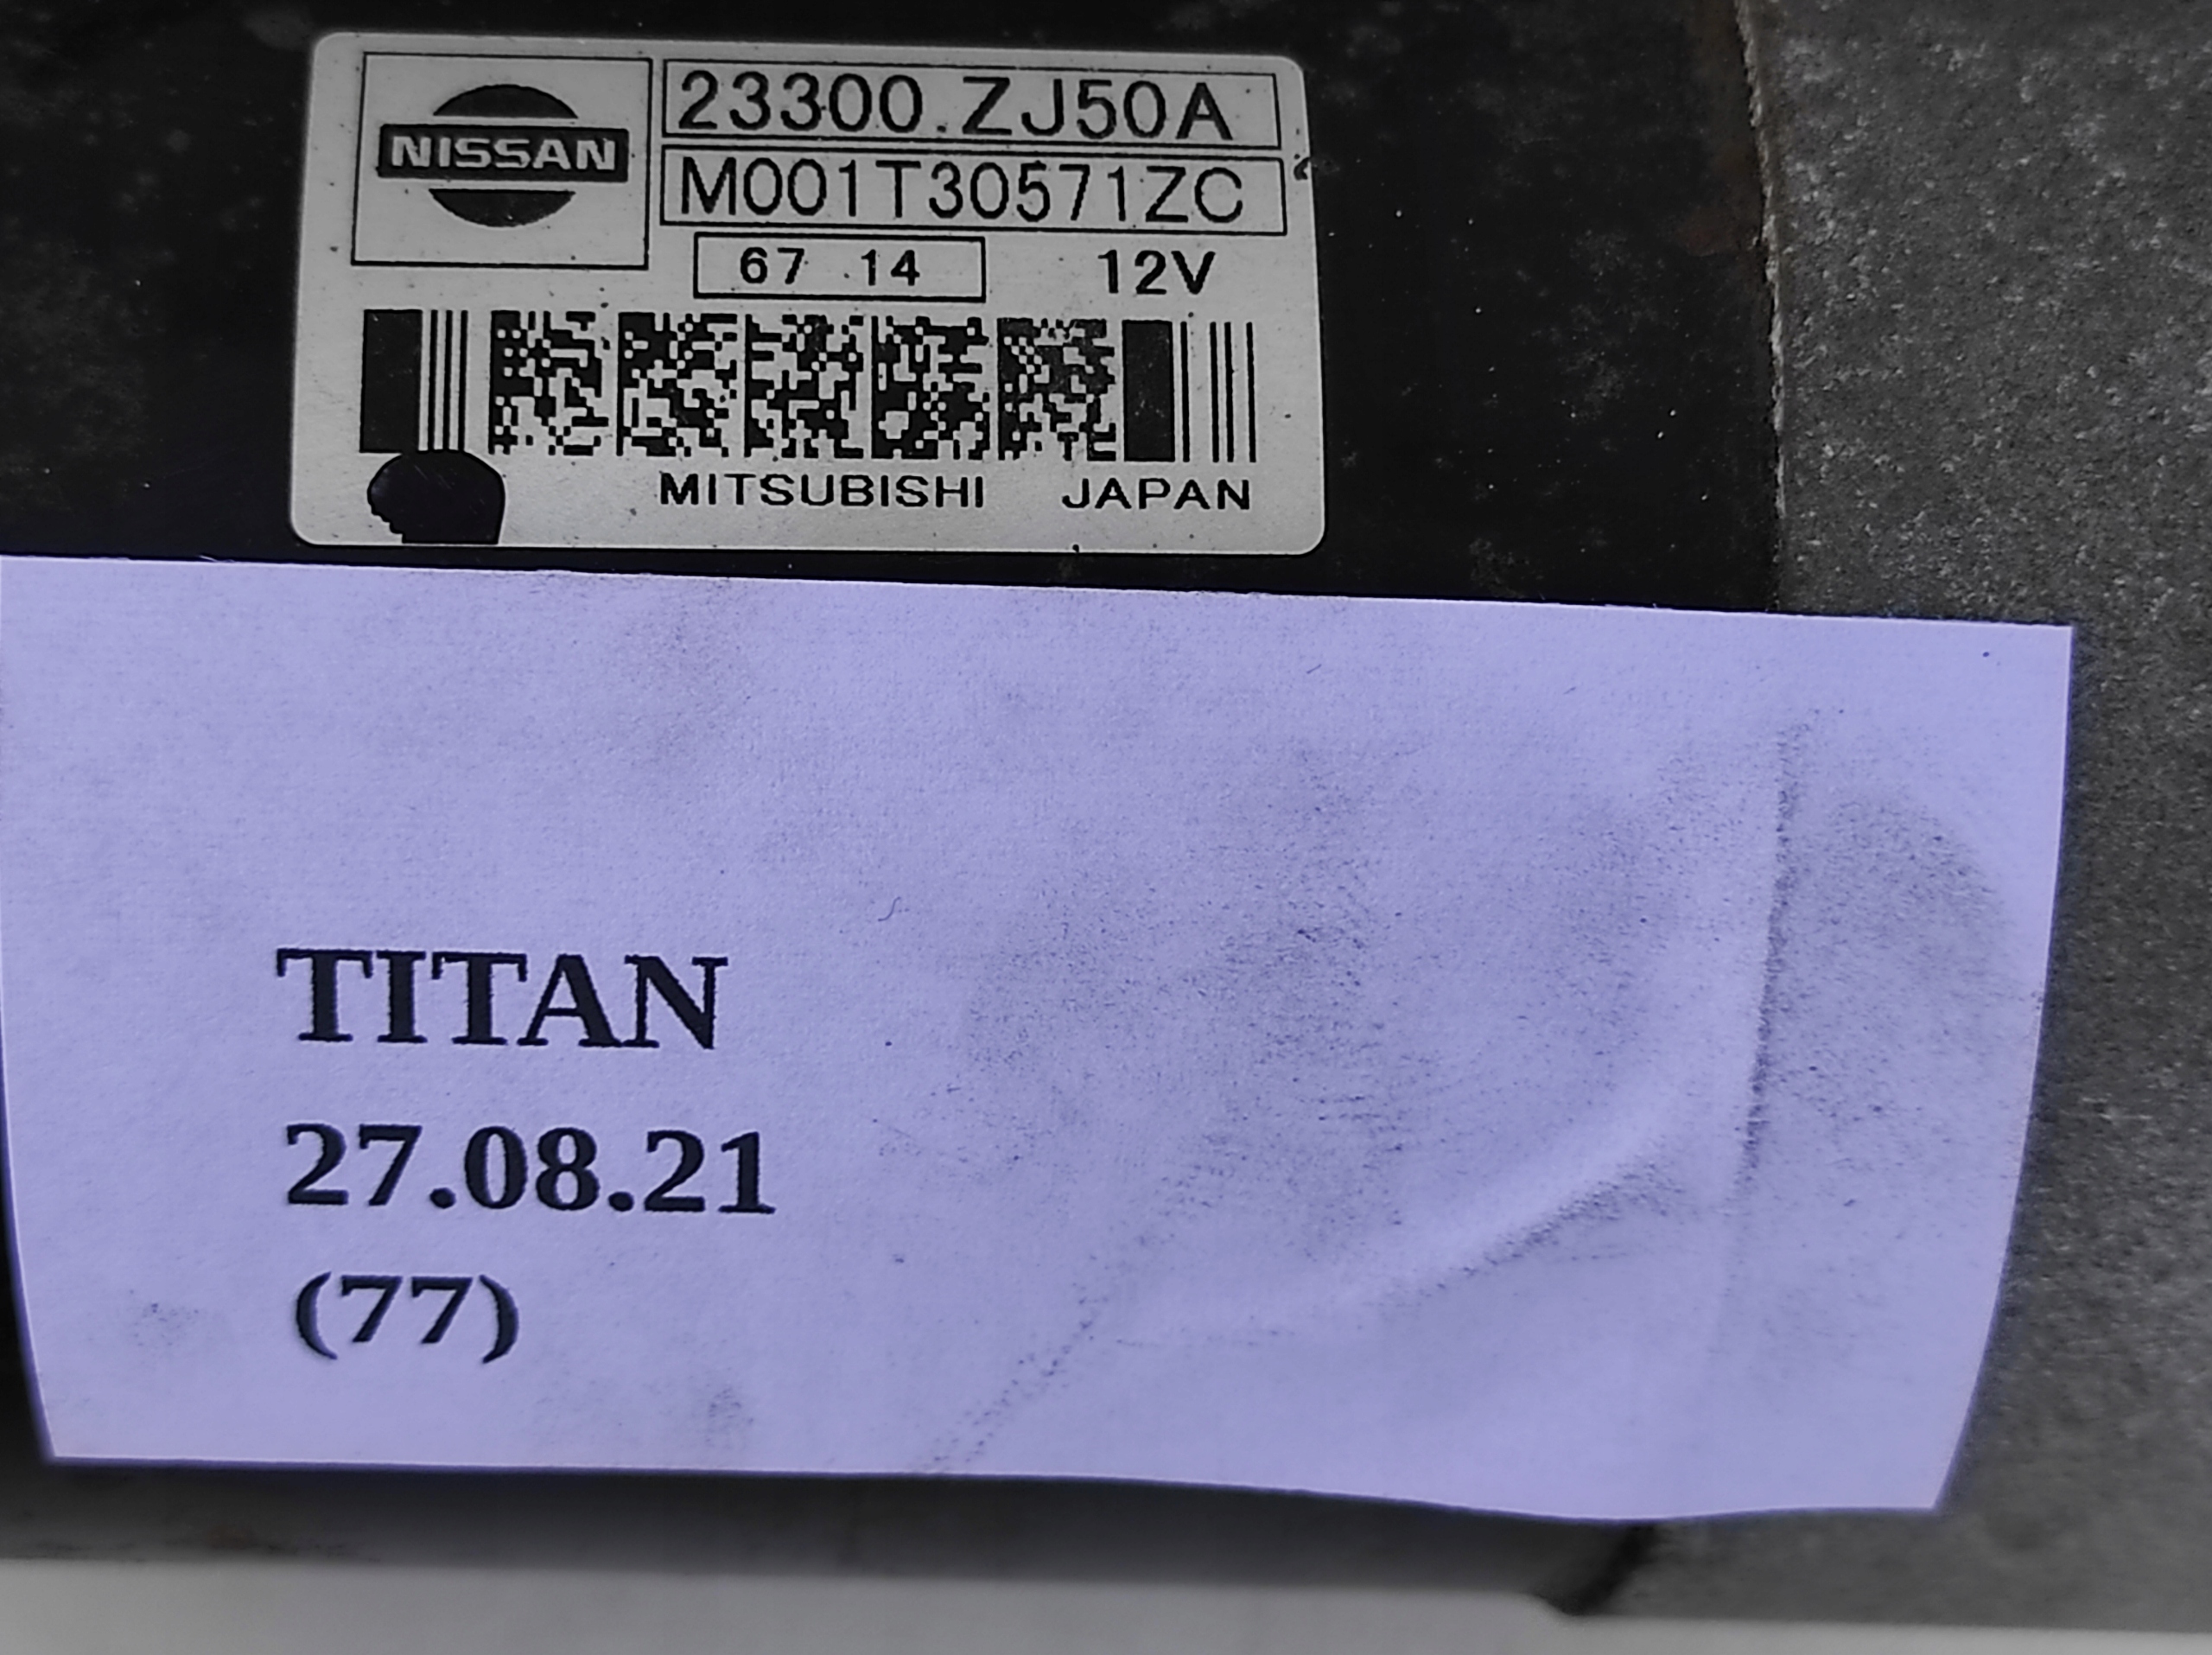 NISSAN
23300.ZJ50A
M001T30571ZC
67 14 12V
MITSUBISHI JAPAN
TITAN
27.08.21
(77)